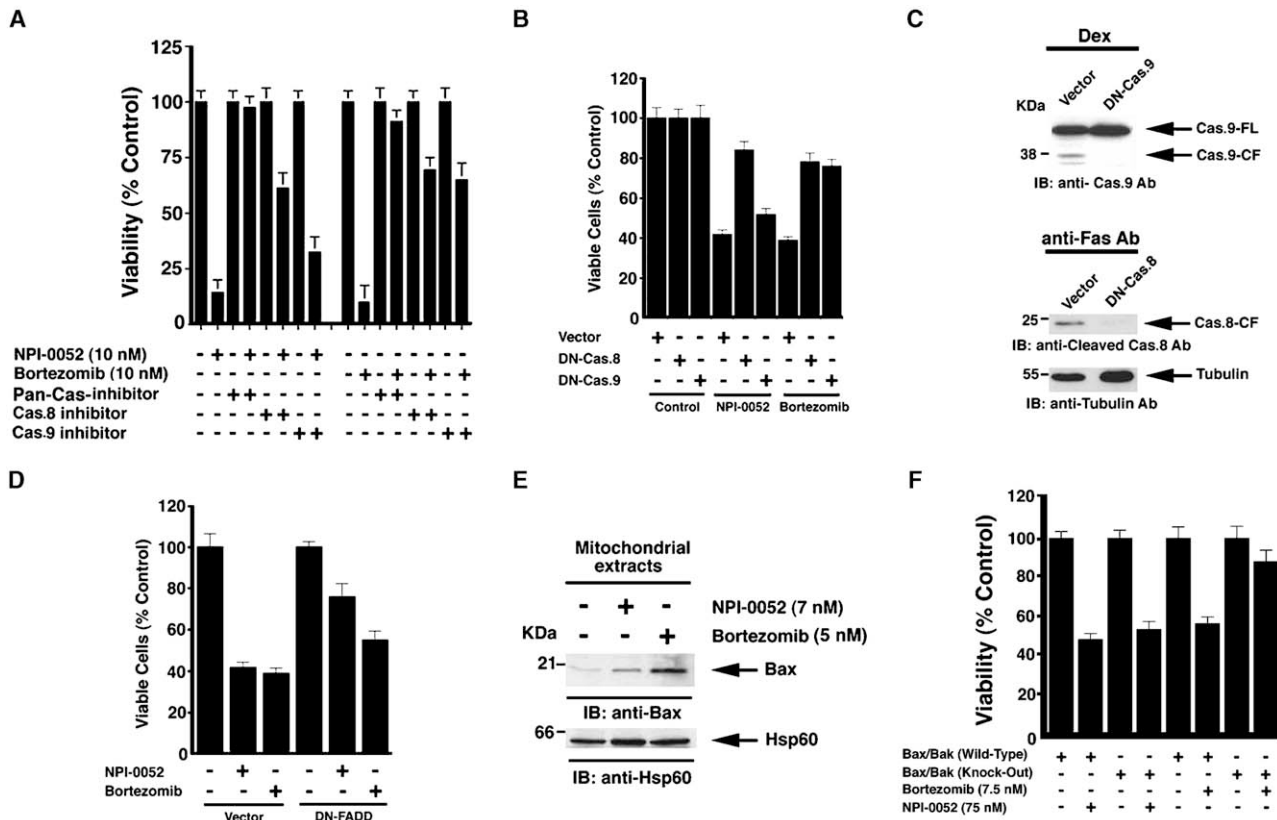 A
Viability (% Control)
125
100
75
50
25
0
NPI-0052 (10 nM) - + - + - + - + - - - - - - - -
Bortezomib (10 nM) - - - - - - - - - + - + - + - +
Pan-Cas-inhibitor - - + + - - - - - - + + - - - -
Cas.8 inhibitor - - - - + + - - - - - - + + - -
Cas.9 inhibitor - - - - - - + + - - - - - - + +
B
Viable Cells (% Control)
120
100
80
60
40
20
0
Vector + - - + - - + - -
DN-Cas.8 - + - - + - - + -
DN-Cas.9 - - + - - + - - +
Control NPI-0052 Bortezomib
C
Dex
Vector DN-Cas.9
KDa
Cas.9-FL
38 Cas.9-CF
IB: anti- Cas.9 Ab
anti-Fas Ab
Vector DN-Cas.8
25 Cas.8-CF
IB: anti-Cleaved Cas.8 Ab
55 Tubulin
IB: anti-Tubulin Ab
D
Viable Cells (% Control)
120
100
80
60
40
20
0
NPI-0052 - + - - + -
Bortezomib - - + - - +
Vector DN-FADD
E
Mitochondrial
extracts
- + - NPI-0052 (7 nM)
KDa - - + Bortezomib (5 nM)
21 Bax
IB: anti-Bax
66 Hsp60
IB: anti-Hsp60
F
Viability (% Control)
120
100
80
60
40
20
0
Bax/Bak (Wild-Type) + + - - + + - -
Bax/Bak (Knock-Out) - - + + - - + +
Bortezomib (7.5 nM) - - - - - + - +
NPI-0052 (75 nM) - + - + - - - -